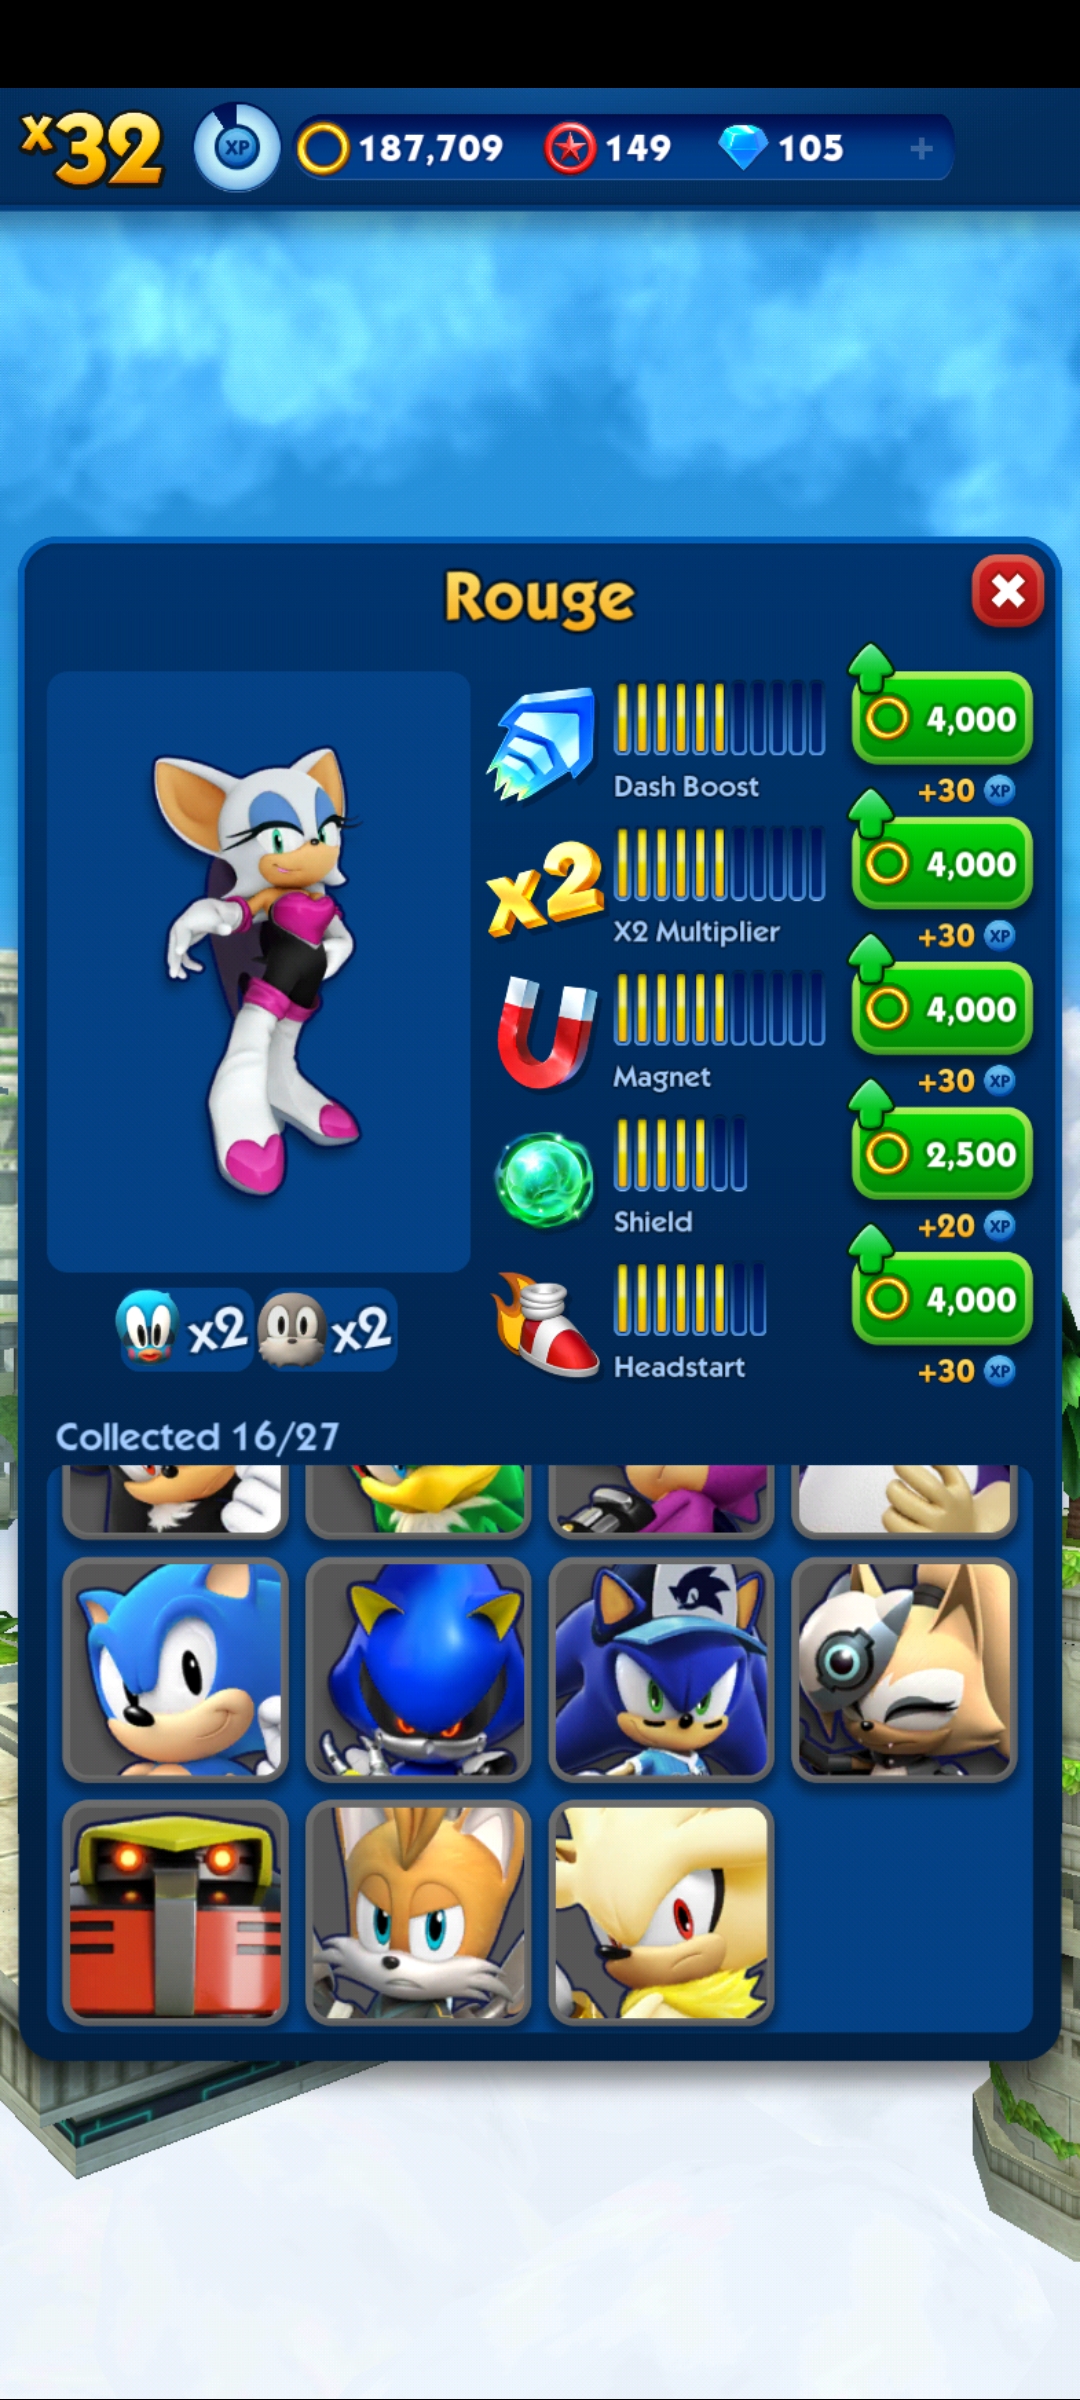 x32 XP 187,709 149 105 +
Rouge
4,000
Dash Boost
+30 XP
x2
4,000
X2 Multiplier
+30 XP
4,000
Magnet
+30 XP
2,500
Shield
+20 XP
4,000
x2 x2
Headstart
+30 XP
Collected 16/27